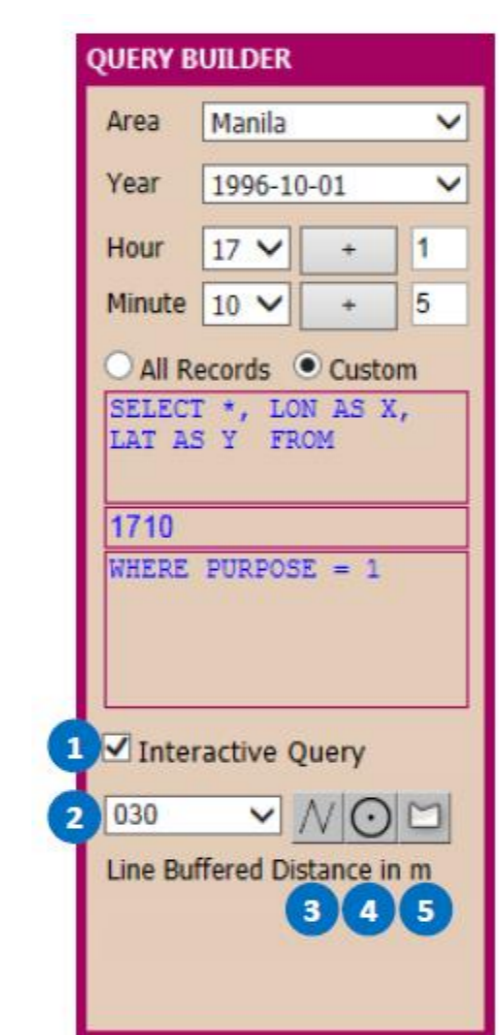 QUERY BUILDER
Area Manila
Year 1996-10-01
Hour 17 + 1
Minute 10 + 5
All Records Custom
SELECT *, LON AS X,
LAT AS Y FROM
1710
WHERE PURPOSE = 1
1 Interactive Query
2 030
Line Buffered Distance in m
3 4 5